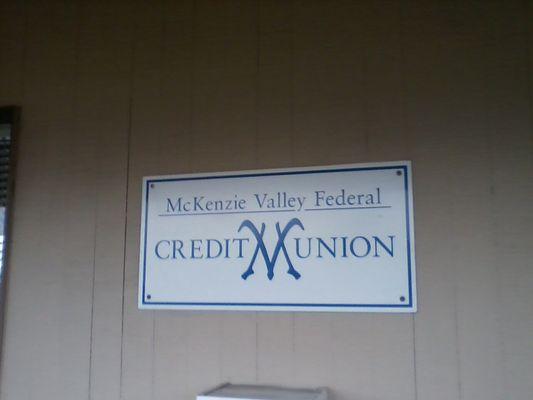 McKenzie Valley Federal
CREDIT UNION